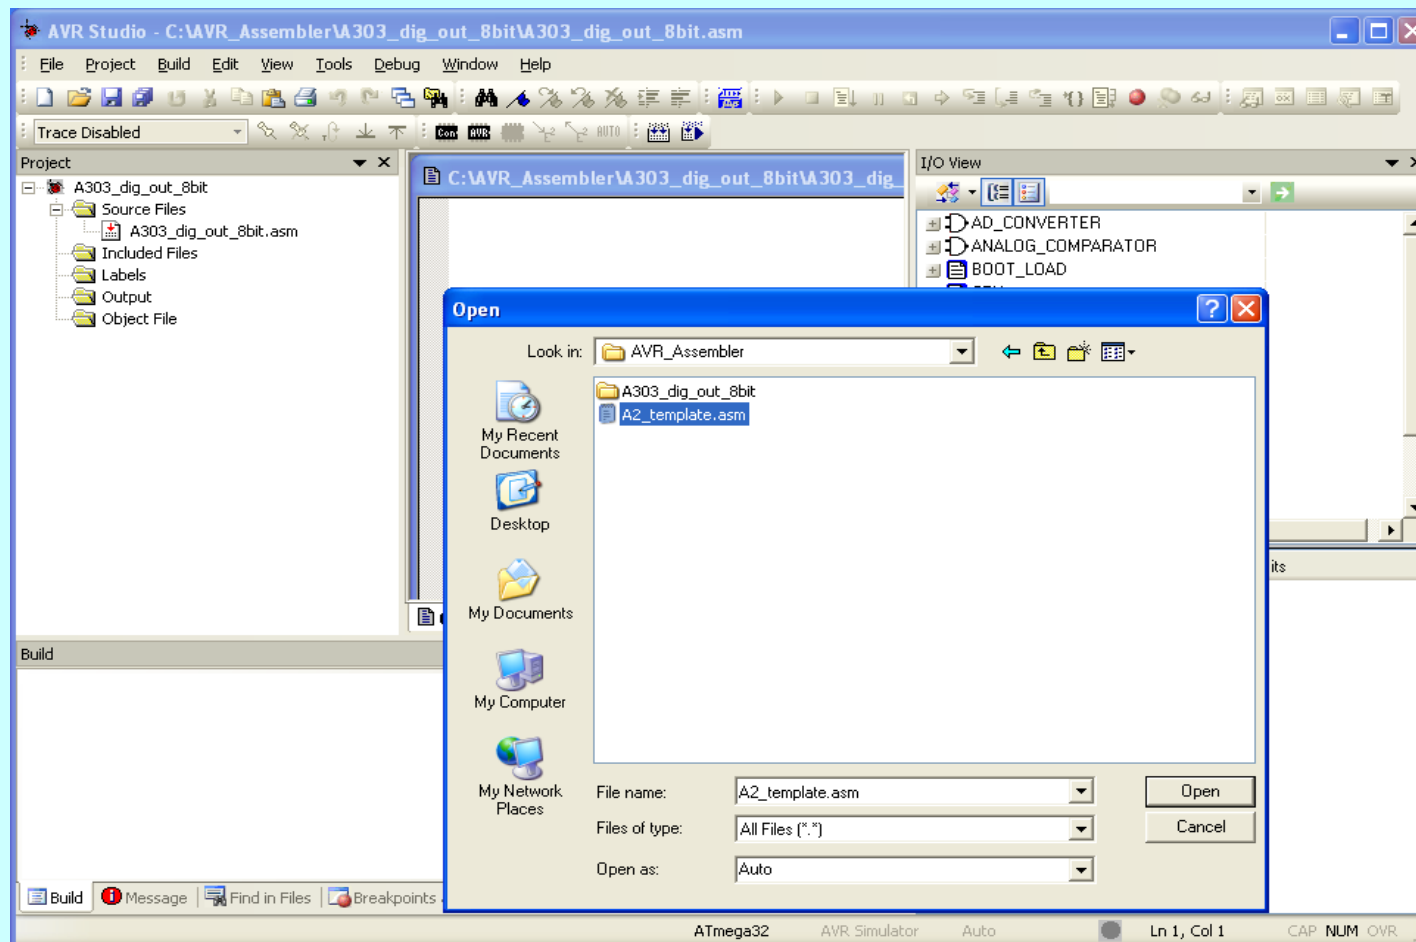 AVR Studio - C:\AVR_Assembler\A303_dig_out_8bit\A303_dig_out_8bit.asm
File Project Build Edit View Tools Debug Window Help
Trace Disabled
Con AVR AUTO
Project
A303_dig_out_8bit
Source Files
A303_dig_out_8bit.asm
Included Files
Labels
Output
Object File
C:\AVR_Assembler\A303_dig_out_8bit\A303_dig_
I/O View
AD_CONVERTER
ANALOG_COMPARATOR
BOOT_LOAD
Open
Look in: AVR_Assembler
A303_dig_out_8bit
A2_template.asm
My Recent
Documents
Desktop
My Documents
My Computer
My Network
Places
File name: A2_template.asm Open
Files of type: All Files (*.*) Cancel
Open as: Auto
its
Build
Build Message Find in Files Breakpoints
ATmega32 AVR Simulator Auto Ln 1, Col 1 CAP NUM OVR